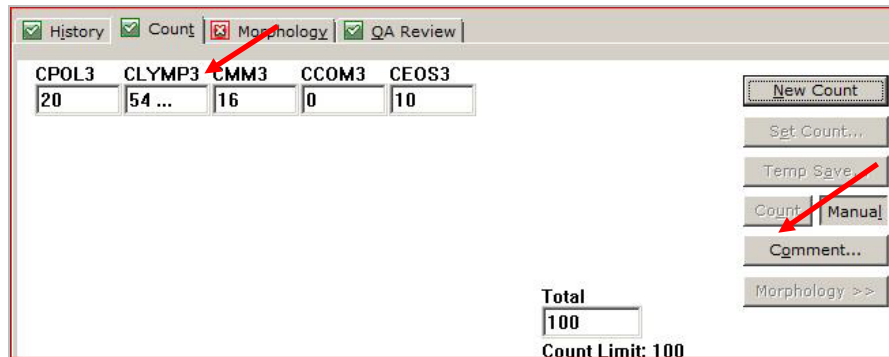 History Count Morphology QA Review
CPOL3 CLYMP3 CMM3 CCOM3 CEOS3
20 54 ... 16 0 10
New Count
Set Count...
Temp Save...
Count Manual
Comment...
Morphology >>
Total
100
Count Limit: 100